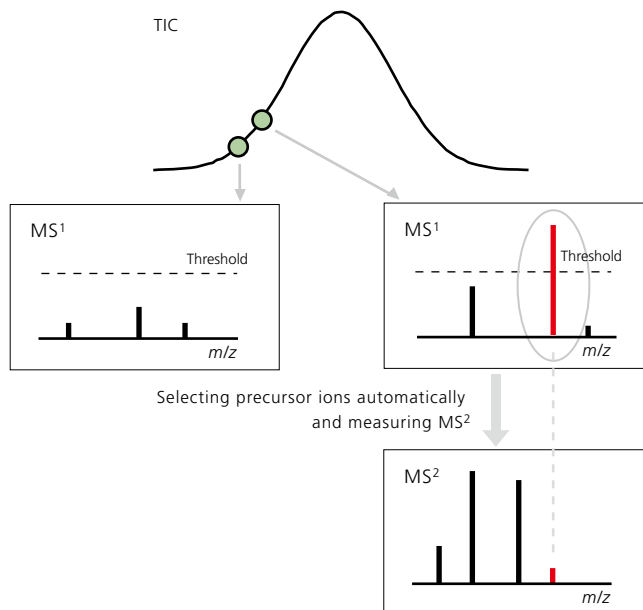 TIC
MS¹
Threshold
m/z
MS¹
Threshold
m/z
Selecting precursor ions automatically
and measuring MS²
MS²
m/z